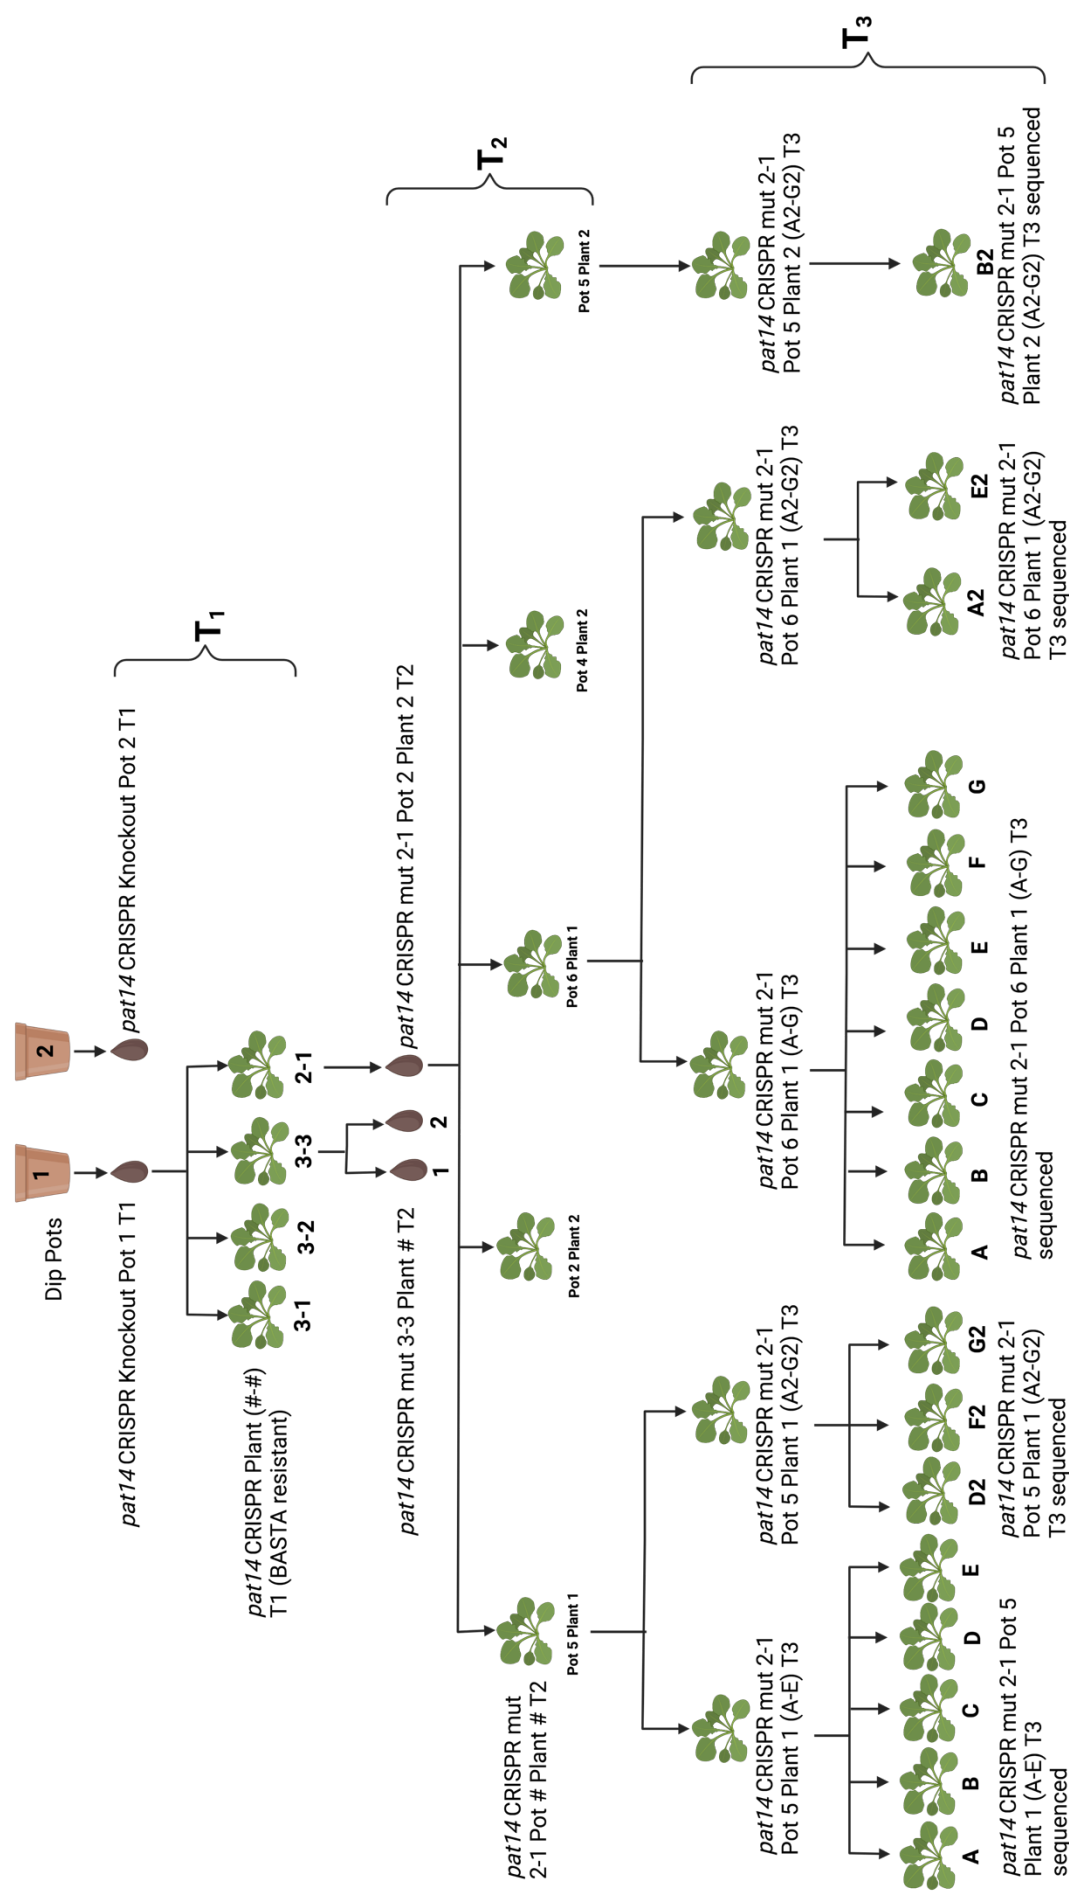 Dip Pots
1
2
pat14 CRISPR Knockout Pot 1 T1
pat14 CRISPR Knockout Pot 2 T1
T1
pat14 CRISPR Plant (#-#)
T1 (BASTA resistant)
3-1
3-2
3-3
2-1
pat14 CRISPR mut 3-3 Plant # T2
1
2
pat14 CRISPR mut 2-1 Pot 2 Plant 2 T2
T2
pat14 CRISPR mut
2-1 Pot # Plant # T2
Pot 5 Plant 1
Pot 2 Plant 2
Pot 6 Plant 1
Pot 4 Plant 2
Pot 5 Plant 2
T3
pat14 CRISPR mut 2-1
Pot 5 Plant 1 (A-E) T3
pat14 CRISPR mut 2-1
Pot 5 Plant 1 (A2-G2) T3
pat14 CRISPR mut 2-1
Pot 6 Plant 1 (A-G) T3
pat14 CRISPR mut 2-1
Pot 6 Plant 1 (A2-G2) T3
pat14 CRISPR mut 2-1
Pot 5 Plant 2 (A2-G2) T3
A
B
C
D
E
pat14 CRISPR mut 2-1 Pot 5
Plant 1 (A-E) T3
sequenced
D2
F2
G2
pat14 CRISPR mut 2-1
Pot 5 Plant 1 (A2-G2)
T3 sequenced
A
B
C
D
E
F
G
pat14 CRISPR mut 2-1 Pot 6 Plant 1 (A-G) T3
sequenced
A2
E2
pat14 CRISPR mut 2-1
Pot 6 Plant 1 (A2-G2)
T3 sequenced
B2
pat14 CRISPR mut 2-1 Pot 5
Plant 2 (A2-G2) T3 sequenced